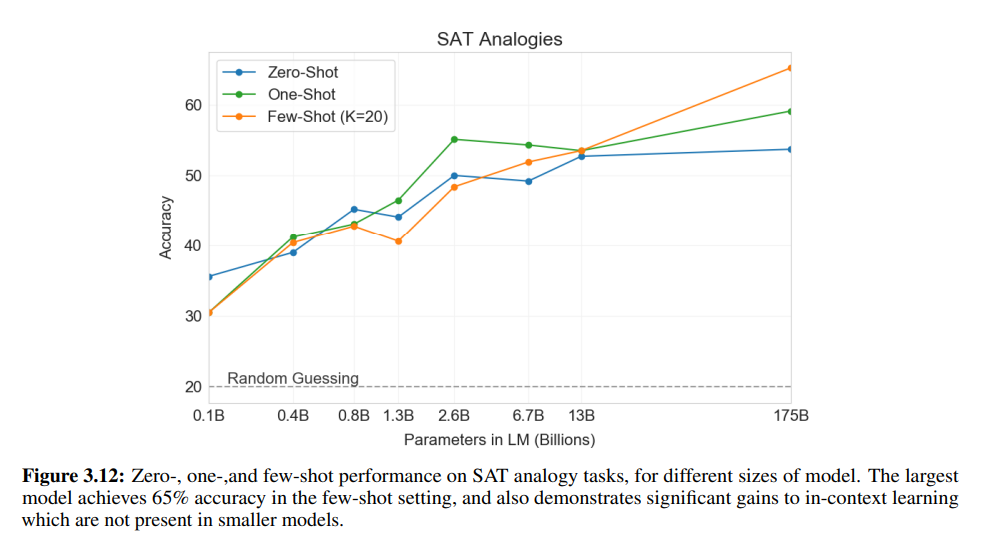 SAT Analogies
Zero-Shot
One-Shot
Few-Shot (K=20)
60
50
40
30
20
Accuracy
Random Guessing
0.1B 0.4B 0.8B 1.3B 2.6B 6.7B 13B 175B
Parameters in LM (Billions)
Figure 3.12: Zero-, one-,and few-shot performance on SAT analogy tasks, for different sizes of model. The largest
model achieves 65% accuracy in the few-shot setting, and also demonstrates significant gains to in-context learning
which are not present in smaller models.